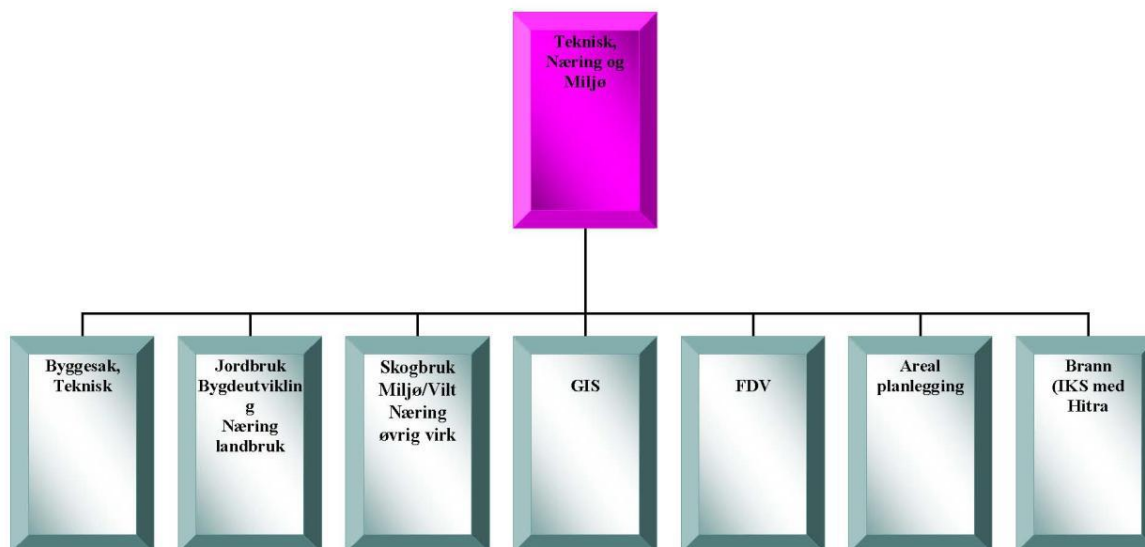 Teknisk,
Næring og
Miljø
Byggesak,
Teknisk
Jordbruk
Bygdeutviklin
g
Næring
landbruk
Skogbruk
Miljø/Vilt
Næring
øvrig virk
GIS
FDV
Areal
planlegging
Brann
(IKS med
Hitra